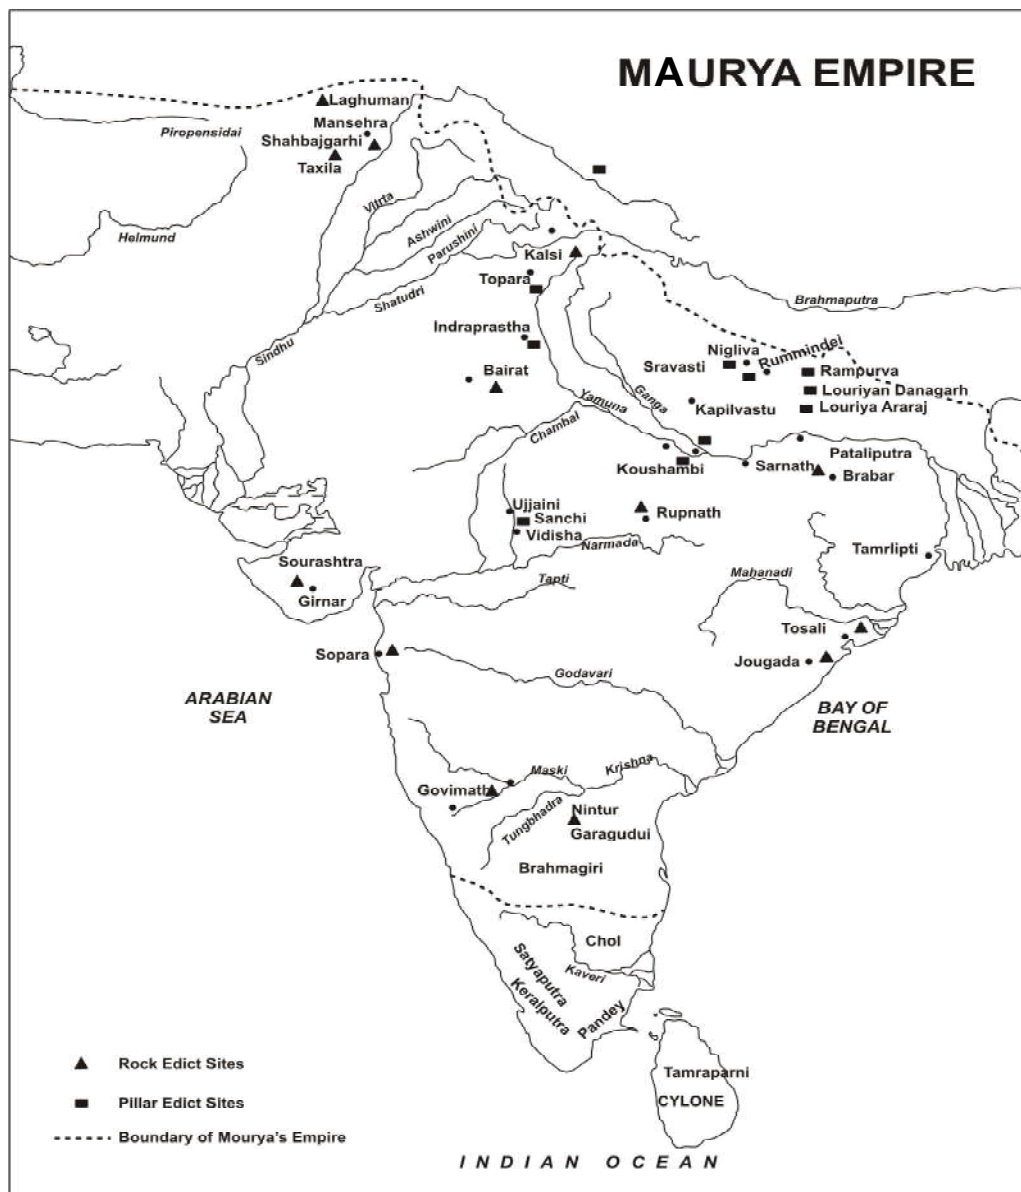 MAURYA EMPIRE
Laghuman
Mansehra
Piropensidai
Shahbajgarhi
Taxila
Vitrta
Ashwini
Parushini
Helmund
Kalsi
Topara
Shatudri
Brahmaputra
Indraprastha
Sindhu
Nigliva
Rummindei
Sravasti
Bairat
Rampurva
Louriyan Danagarh
Ganga
Yamuna
Kapilvastu
Louriya Araraj
Chambal
Pataliputra
Koushambi
Sarnath
Brabar
Ujjaini
Sanchi
Rupnath
Vidisha
Narmada
Tamrlipti
Sourashtra
Tapti
Mahanadi
Girnar
Tosali
Sopara
Jougada
Godavari
ARABIAN
SEA
BAY OF
BENGAL
Krishna
Maski
Govimath
Tungbhadra
Nintur
Garagudui
Brahmagiri
Chol
Satyaputra
Kaveri
Keralputra
Pandey
Rock Edict Sites
Tamraparni
Pillar Edict Sites
CYLONE
Boundary of Mourya's Empire
INDIAN OCEAN